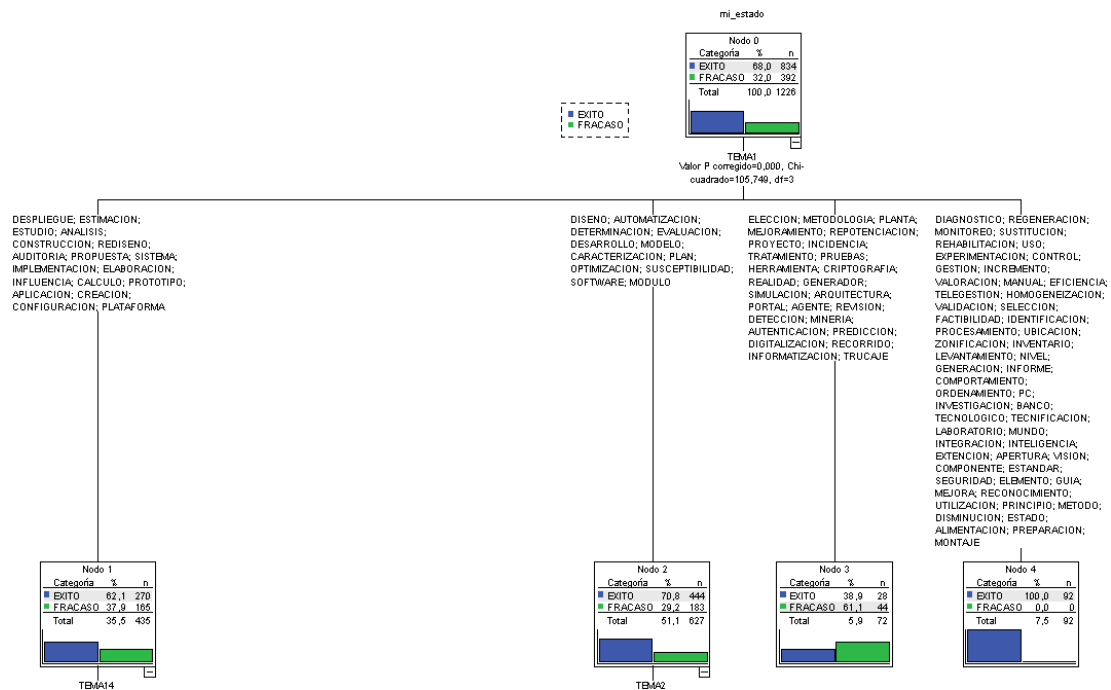 mi_estado
Nodo 0
Categoría % n
EXITO 68,0 834
FRACASO 32,0 392
Total 100,0 1226
EXITO
FRACASO
TEMA1
Valor P corregido=0,000, Chi-
cuadrado=105,749, df=3
DESPLIEGUE; ESTIMACION;
ESTUDIO; ANALISIS;
CONSTRUCCION; REDISENO;
AUDITORIA; PROPUESTA; SISTEMA;
IMPLEMENTACION; ELABORACION;
INFLUENCIA; CALCULO; PROTOTIPO;
APLICACION; CREACION;
CONFIGURACION; PLATAFORMA
DISENO; AUTOMATIZACION;
DETERMINACION; EVALUACION;
DESARROLLO; MODELO;
CARACTERIZACION; PLAN;
OPTIMIZACION; SUSCEPTIBILIDAD;
SOFTWARE; MODULO
ELECCION; METODOLOGIA; PLANTA;
MEJORAMIENTO; REPOTENCIACION;
PROYECTO; INCIDENCIA;
TRATAMIENTO; PRUEBAS;
HERRAMIENTA; CRIPTOGRAFIA;
REALIDAD; GENERADOR;
SIMULACION; ARQUITECTURA;
PORTAL; AGENTE; REVISION;
DETECCION; MINERIA;
AUTENTICACION; PREDICCION;
DIGITALIZACION; RECORRIDO;
INFORMATIZACION; TRUCAJE
DIAGNOSTICO; REGENERACION;
MONITOREO; SUSTITUCION;
REHABILITACION; USO;
EXPERIMENTACION; CONTROL;
GESTION; INCREMENTO;
VALORACION; MANUAL; EFICIENCIA;
TELEGESTION; HOMOGENEIZACION;
VALIDACION; SELECCION;
FACTIBILIDAD; IDENTIFICACION;
PROCESAMIENTO; UBICACION;
ZONIFICACION; INVENTARIO;
LEVANTAMIENTO; NIVEL;
GENERACION; INFORME;
COMPORTAMIENTO;
ORDENAMIENTO; PC;
INVESTIGACION; BANCO;
TECNOLOGICO; TECNIFICACION;
LABORATORIO; MUNDO;
INTEGRACION; INTELIGENCIA;
EXTENCION; APERTURA; VISION;
COMPONENTE; ESTANDAR;
SEGURIDAD; ELEMENTO; GUIA;
MEJORA; RECONOCIMIENTO;
UTILIZACION; PRINCIPIO; METODO;
DISMINUCION; ESTADO;
ALIMENTACION; PREPARACION;
MONTAJE
Nodo 1
Categoría % n
EXITO 62,1 270
FRACASO 37,9 165
Total 35,5 435
TEMA14
Nodo 2
Categoría % n
EXITO 70,8 444
FRACASO 29,2 183
Total 51,1 627
TEMA2
Nodo 3
Categoría % n
EXITO 38,9 28
FRACASO 61,1 44
Total 5,9 72
Nodo 4
Categoría % n
EXITO 100,0 92
FRACASO 0,0 0
Total 7,5 92